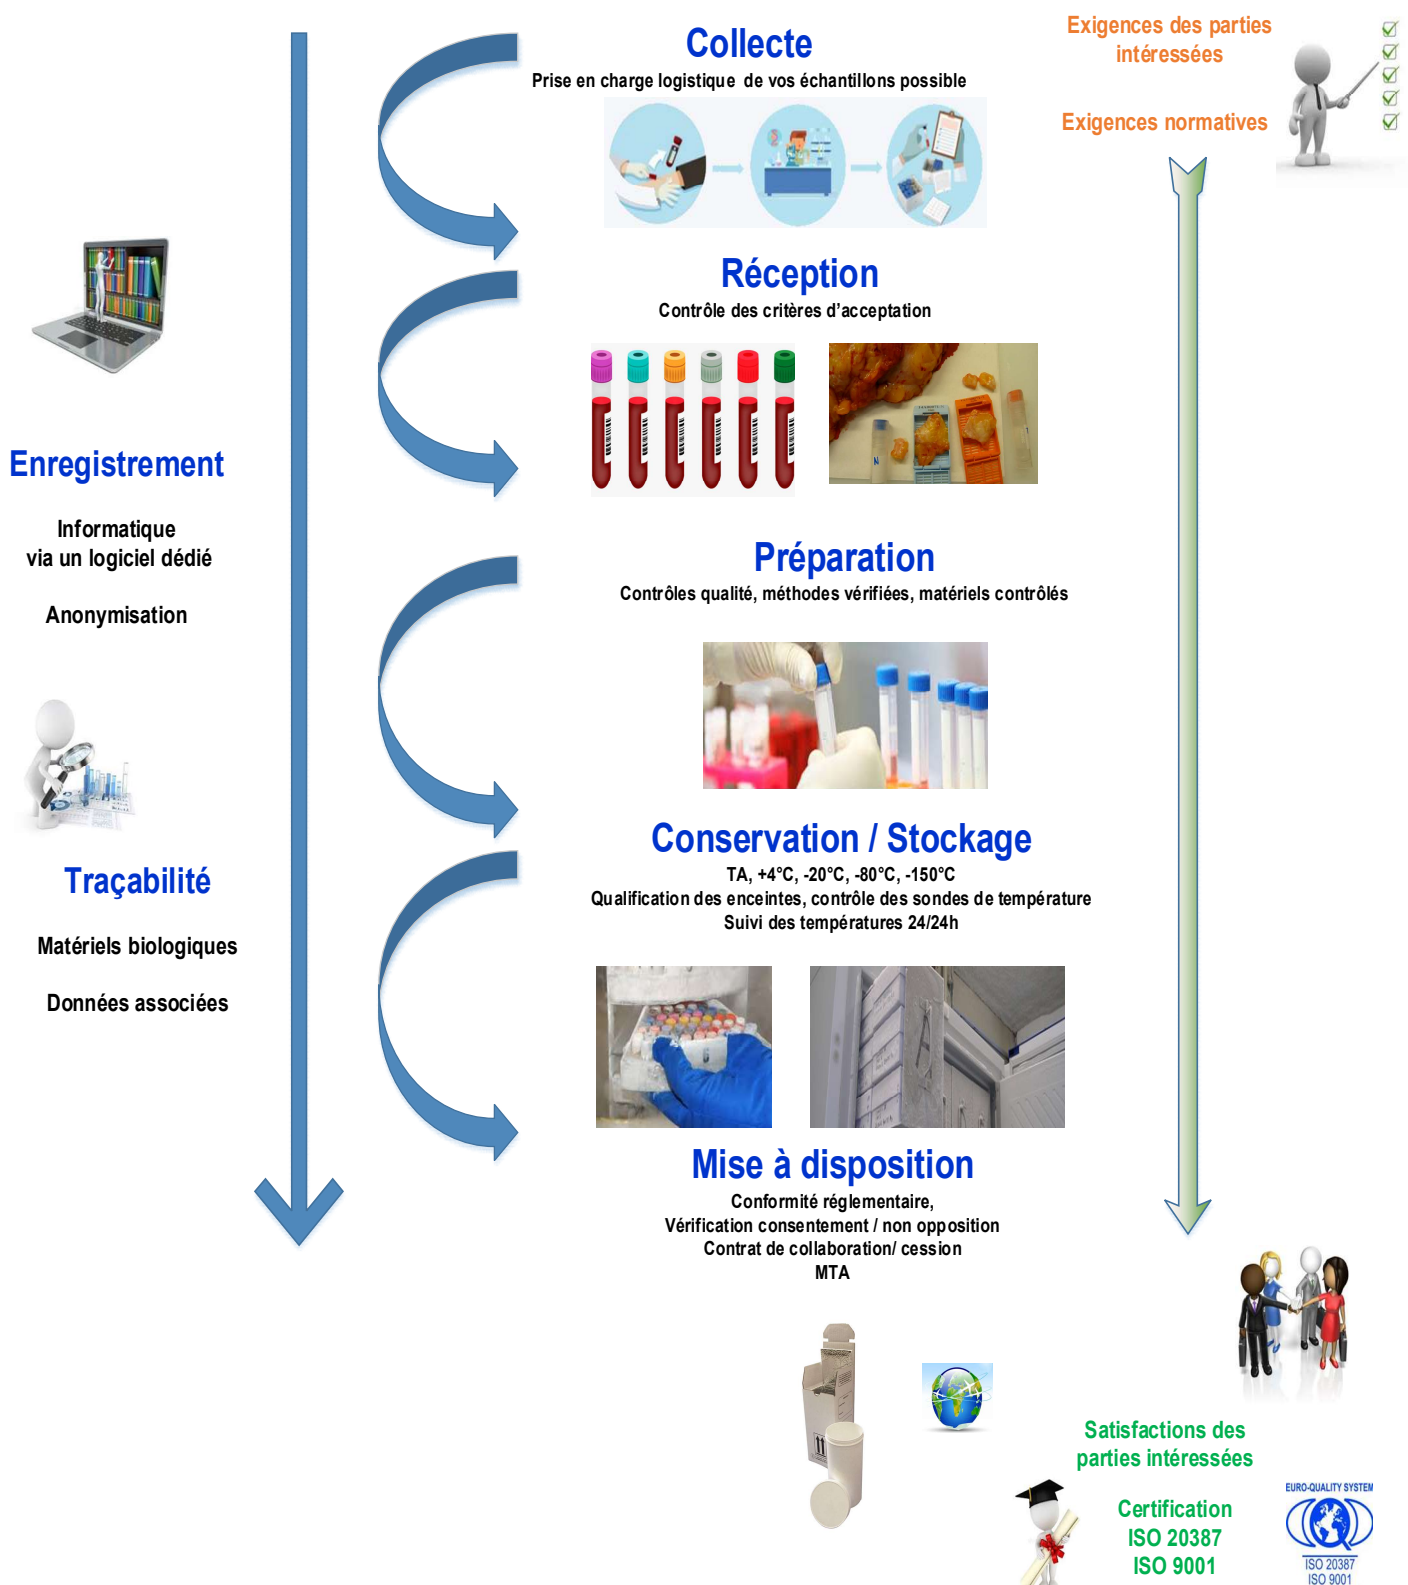 Collecte
Prise en charge logistique de vos échantillons possible
Exigences des parties
intéressées
Exigences normatives
Réception
Contrôle des critères d’acceptation
Enregistrement
Informatique
via un logiciel dédié
Anonymisation
Préparation
Contrôles qualité, méthodes vérifiées, matériels contrôlés
Conservation / Stockage
TA, +4°C, -20°C, -80°C, -150°C
Qualification des enceintes, contrôle des sondes de température
Suivi des températures 24/24h
Traçabilité
Matériels biologiques
Données associées
Mise à disposition
Conformité réglementaire,
Vérification consentement / non opposition
Contrat de collaboration/ cession
MTA
Satisfactions des
parties intéressées
Certification
ISO 20387
ISO 9001
EURO-QUALITY SYSTEM
ISO 20387
ISO 9001